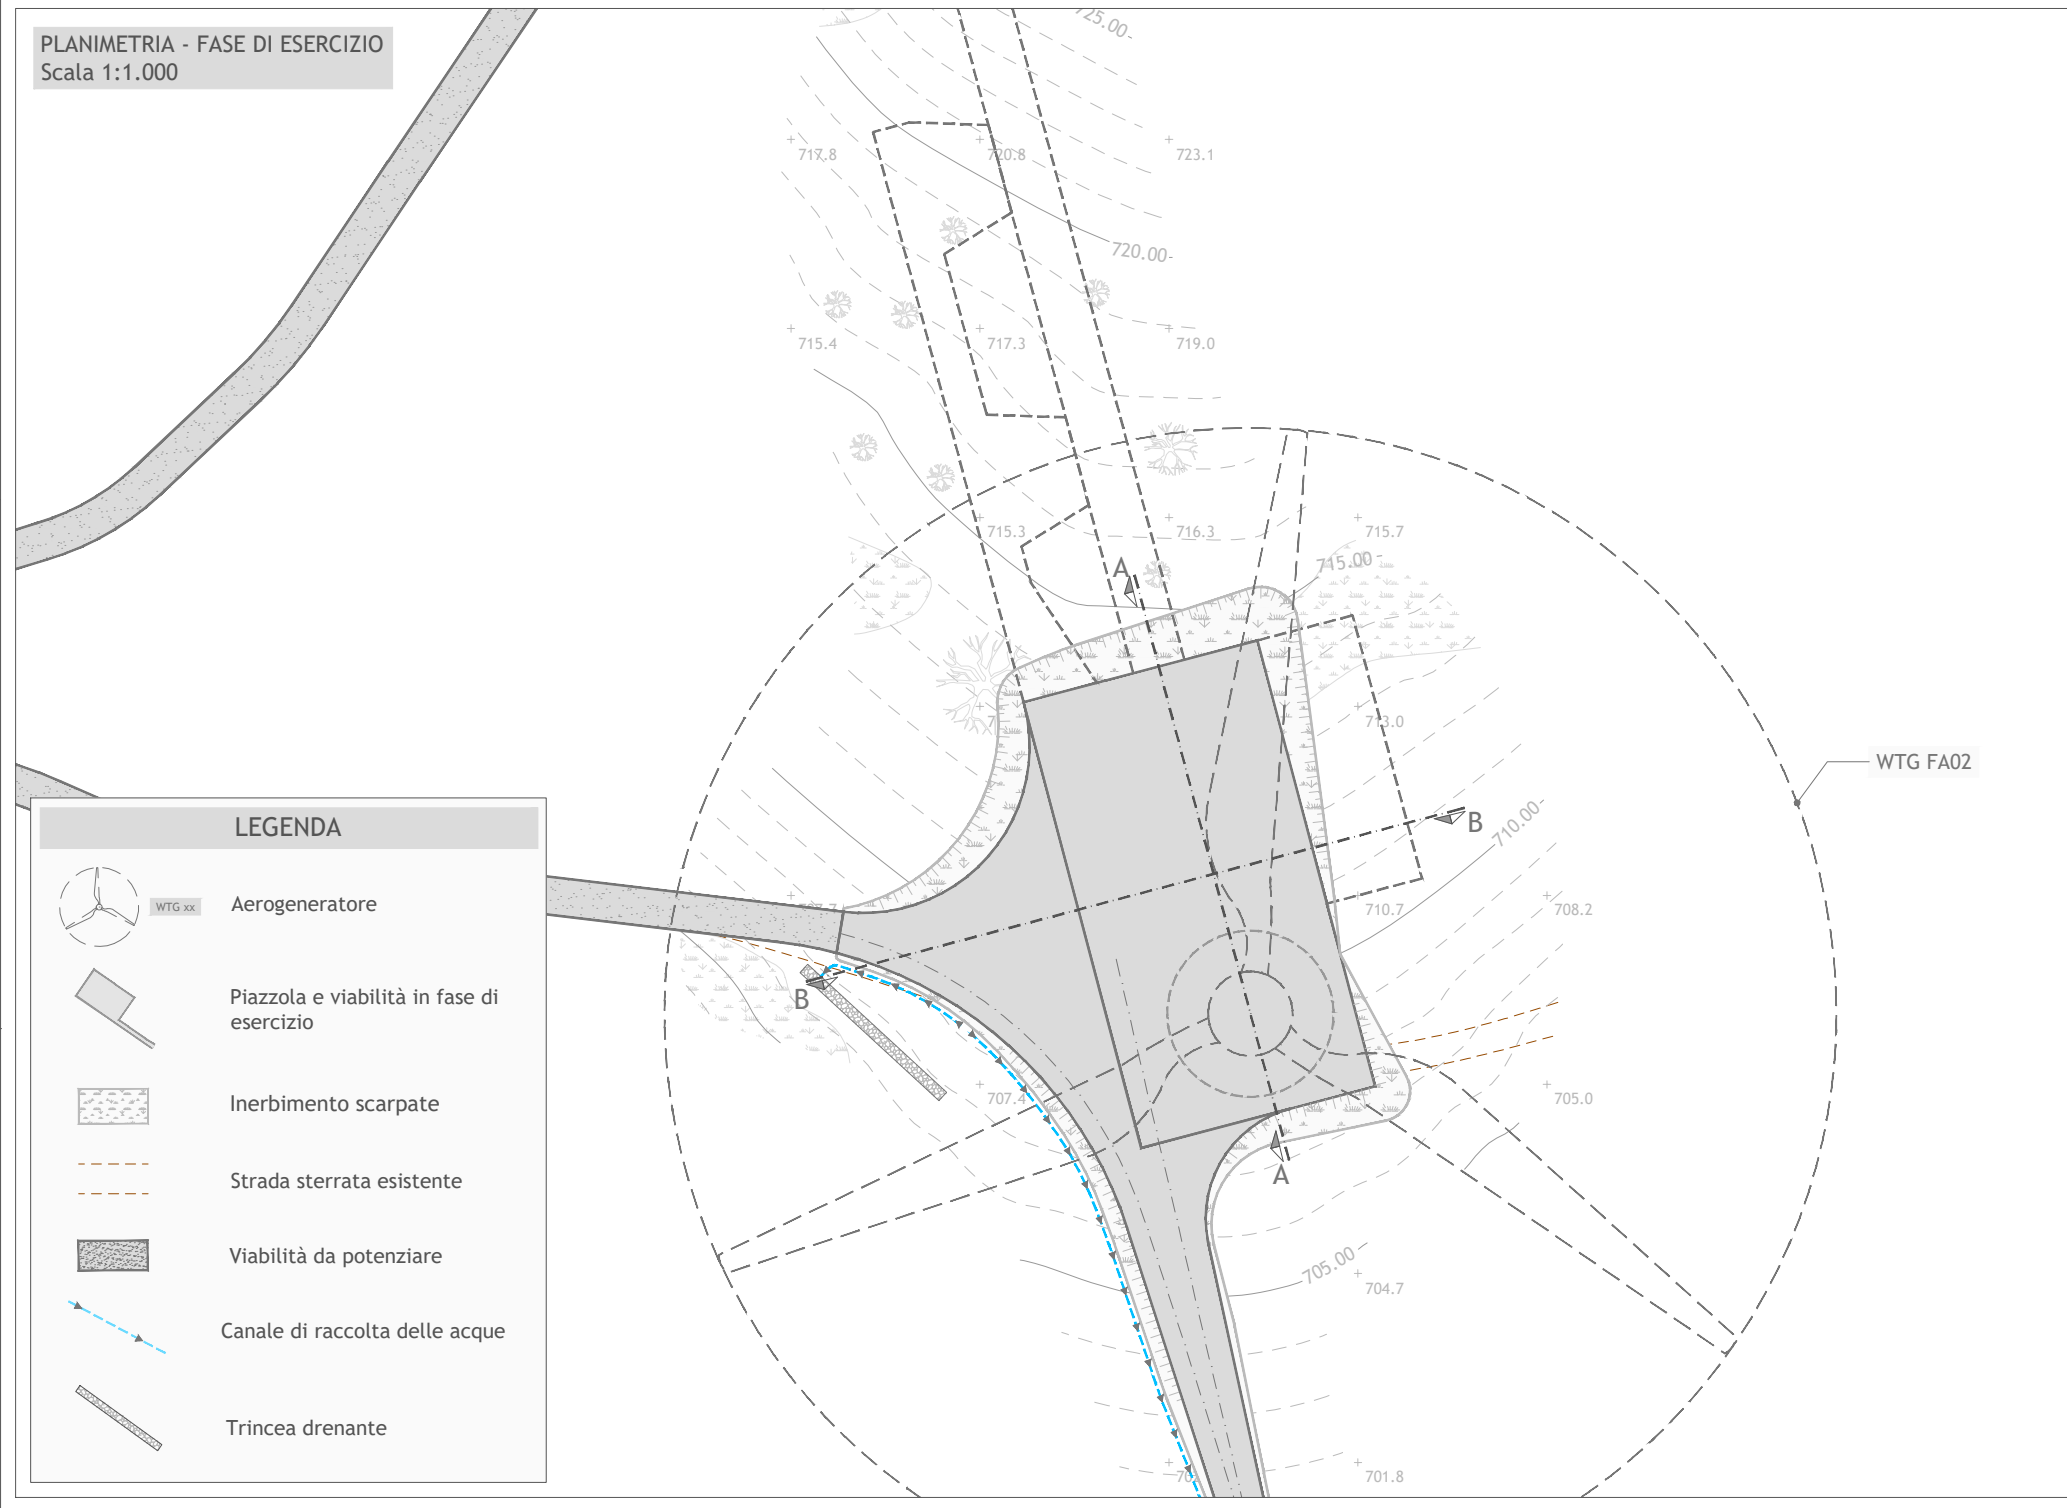 PLANIMETRIA - FASE DI ESERCIZIO
Scala 1:1.000
725.00-
717.8
720.8
723.1
720.00-
715.4
717.3
719.0
715.3
716.3
715.7
715.00-
A
713.0
WTG FA02
B
710.00-
710.7
708.2
B
707.4
705.0
A
705.00-
704.7
701.8
LEGENDA
WTG xx
Aerogeneratore
Piazzola e viabilità in fase di
esercizio
Inerbimento scarpate
Strada sterrata esistente
Viabilità da potenziare
Canale di raccolta delle acque
Trincea drenante